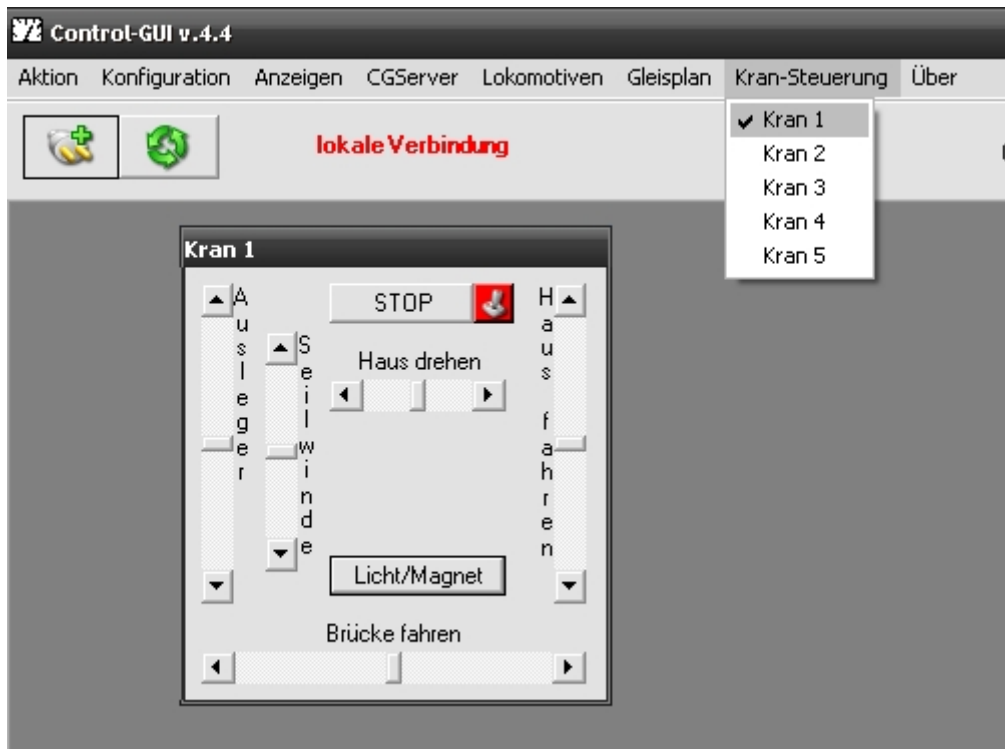 Control-GUI v.4.4
Aktion Konfiguration Anzeigen CGServer Lokomotiven Gleisplan Kran-Steuerung Über
lokale Verbindung
Kran 1
Kran 2
Kran 3
Kran 4
Kran 5
Kran 1
Ausleger
Seilwinde
STOP
Haus drehen
Haus fahren
Licht/Magnet
Brücke fahren